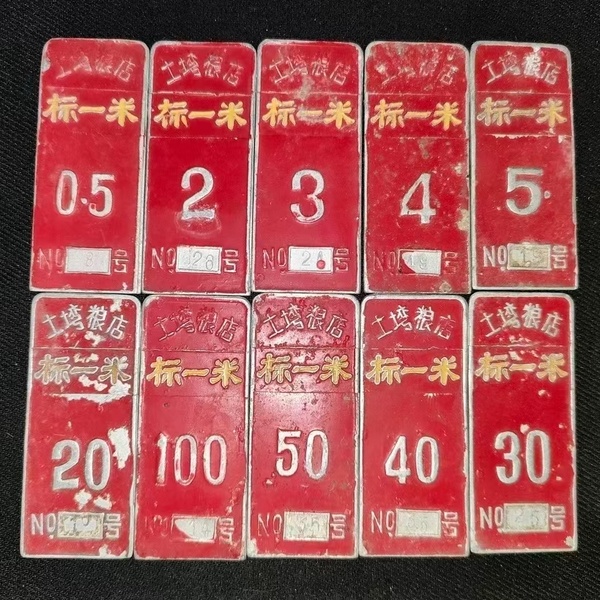 土塆粮店
标一米
0.5
NO 8 号
土塆粮店
标一米
2
NO 028 号
土塆粮店
标一米
3
NO 号
土塆粮店
标一米
4
NO 号
土塆粮店
标一米
5
NO 号
土塆粮店
标一米
20
NO 号
土塆粮店
标一米
100
号
土塆粮店
标一米
50
NO 号
土塆粮店
标一米
40
NO 号
土塆粮店
标一米
30
NO 号